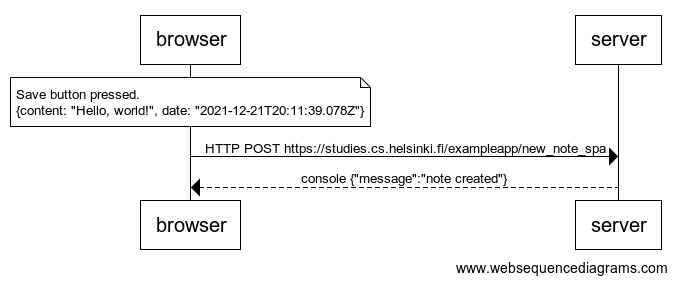 browser
server
Save button pressed.
{content: "Hello, world!", date: "2021-12-21T20:11:39.078Z"}
HTTP POST https://studies.cs.helsinki.fi/exampleapp/new_note_spa
console {"message":"note created"}
browser
server
www.websequencediagrams.com